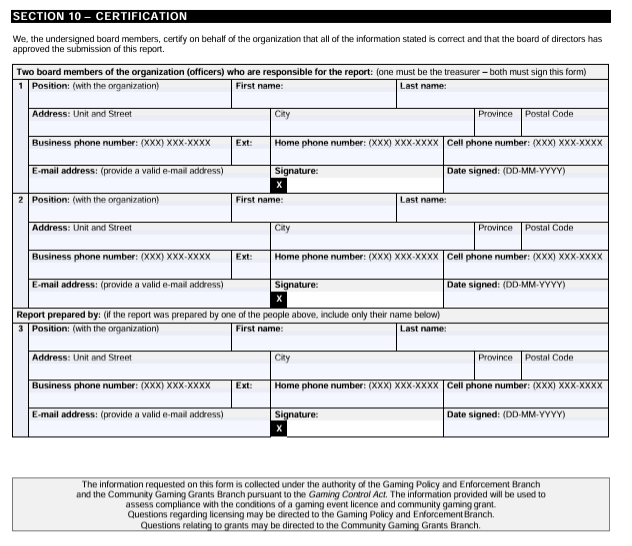 SECTION 10 – CERTIFICATION
We, the undersigned board members, certify on behalf of the organization that all of the information stated is correct and that the board of directors has
approved the submission of this report.
Two board members of the organization (officers) who are responsible for the report: (one must be the treasurer – both must sign this form)
1 Position: (with the organization) First name: Last name:
Address: Unit and Street City Province Postal Code
Business phone number: (XXX) XXX-XXXX Ext: Home phone number: (XXX) XXX-XXXX Cell phone number: (XXX) XXX-XXXX
E-mail address: (provide a valid e-mail address) Signature: Date signed: (DD-MM-YYYY)
X
2 Position: (with the organization) First name: Last name:
Address: Unit and Street City Province Postal Code
Business phone number: (XXX) XXX-XXXX Ext: Home phone number: (XXX) XXX-XXXX Cell phone number: (XXX) XXX-XXXX
E-mail address: (provide a valid e-mail address) Signature: Date signed: (DD-MM-YYYY)
X
Report prepared by: (if the report was prepared by one of the people above, include only their name below)
3 Position: (with the organization) First name: Last name:
Address: Unit and Street City Province Postal Code
Business phone number: (XXX) XXX-XXXX Ext: Home phone number: (XXX) XXX-XXXX Cell phone number: (XXX) XXX-XXXX
E-mail address: (provide a valid e-mail address) Signature: Date signed: (DD-MM-YYYY)
X
The information requested on this form is collected under the authority of the Gaming Policy and Enforcement Branch
and the Community Gaming Grants Branch pursuant to the Gaming Control Act. The information provided will be used to
assess compliance with the conditions of a gaming event licence and community gaming grant.
Questions regarding licensing may be directed to the Gaming Policy and Enforcement Branch.
Questions relating to grants may be directed to the Community Gaming Grants Branch.